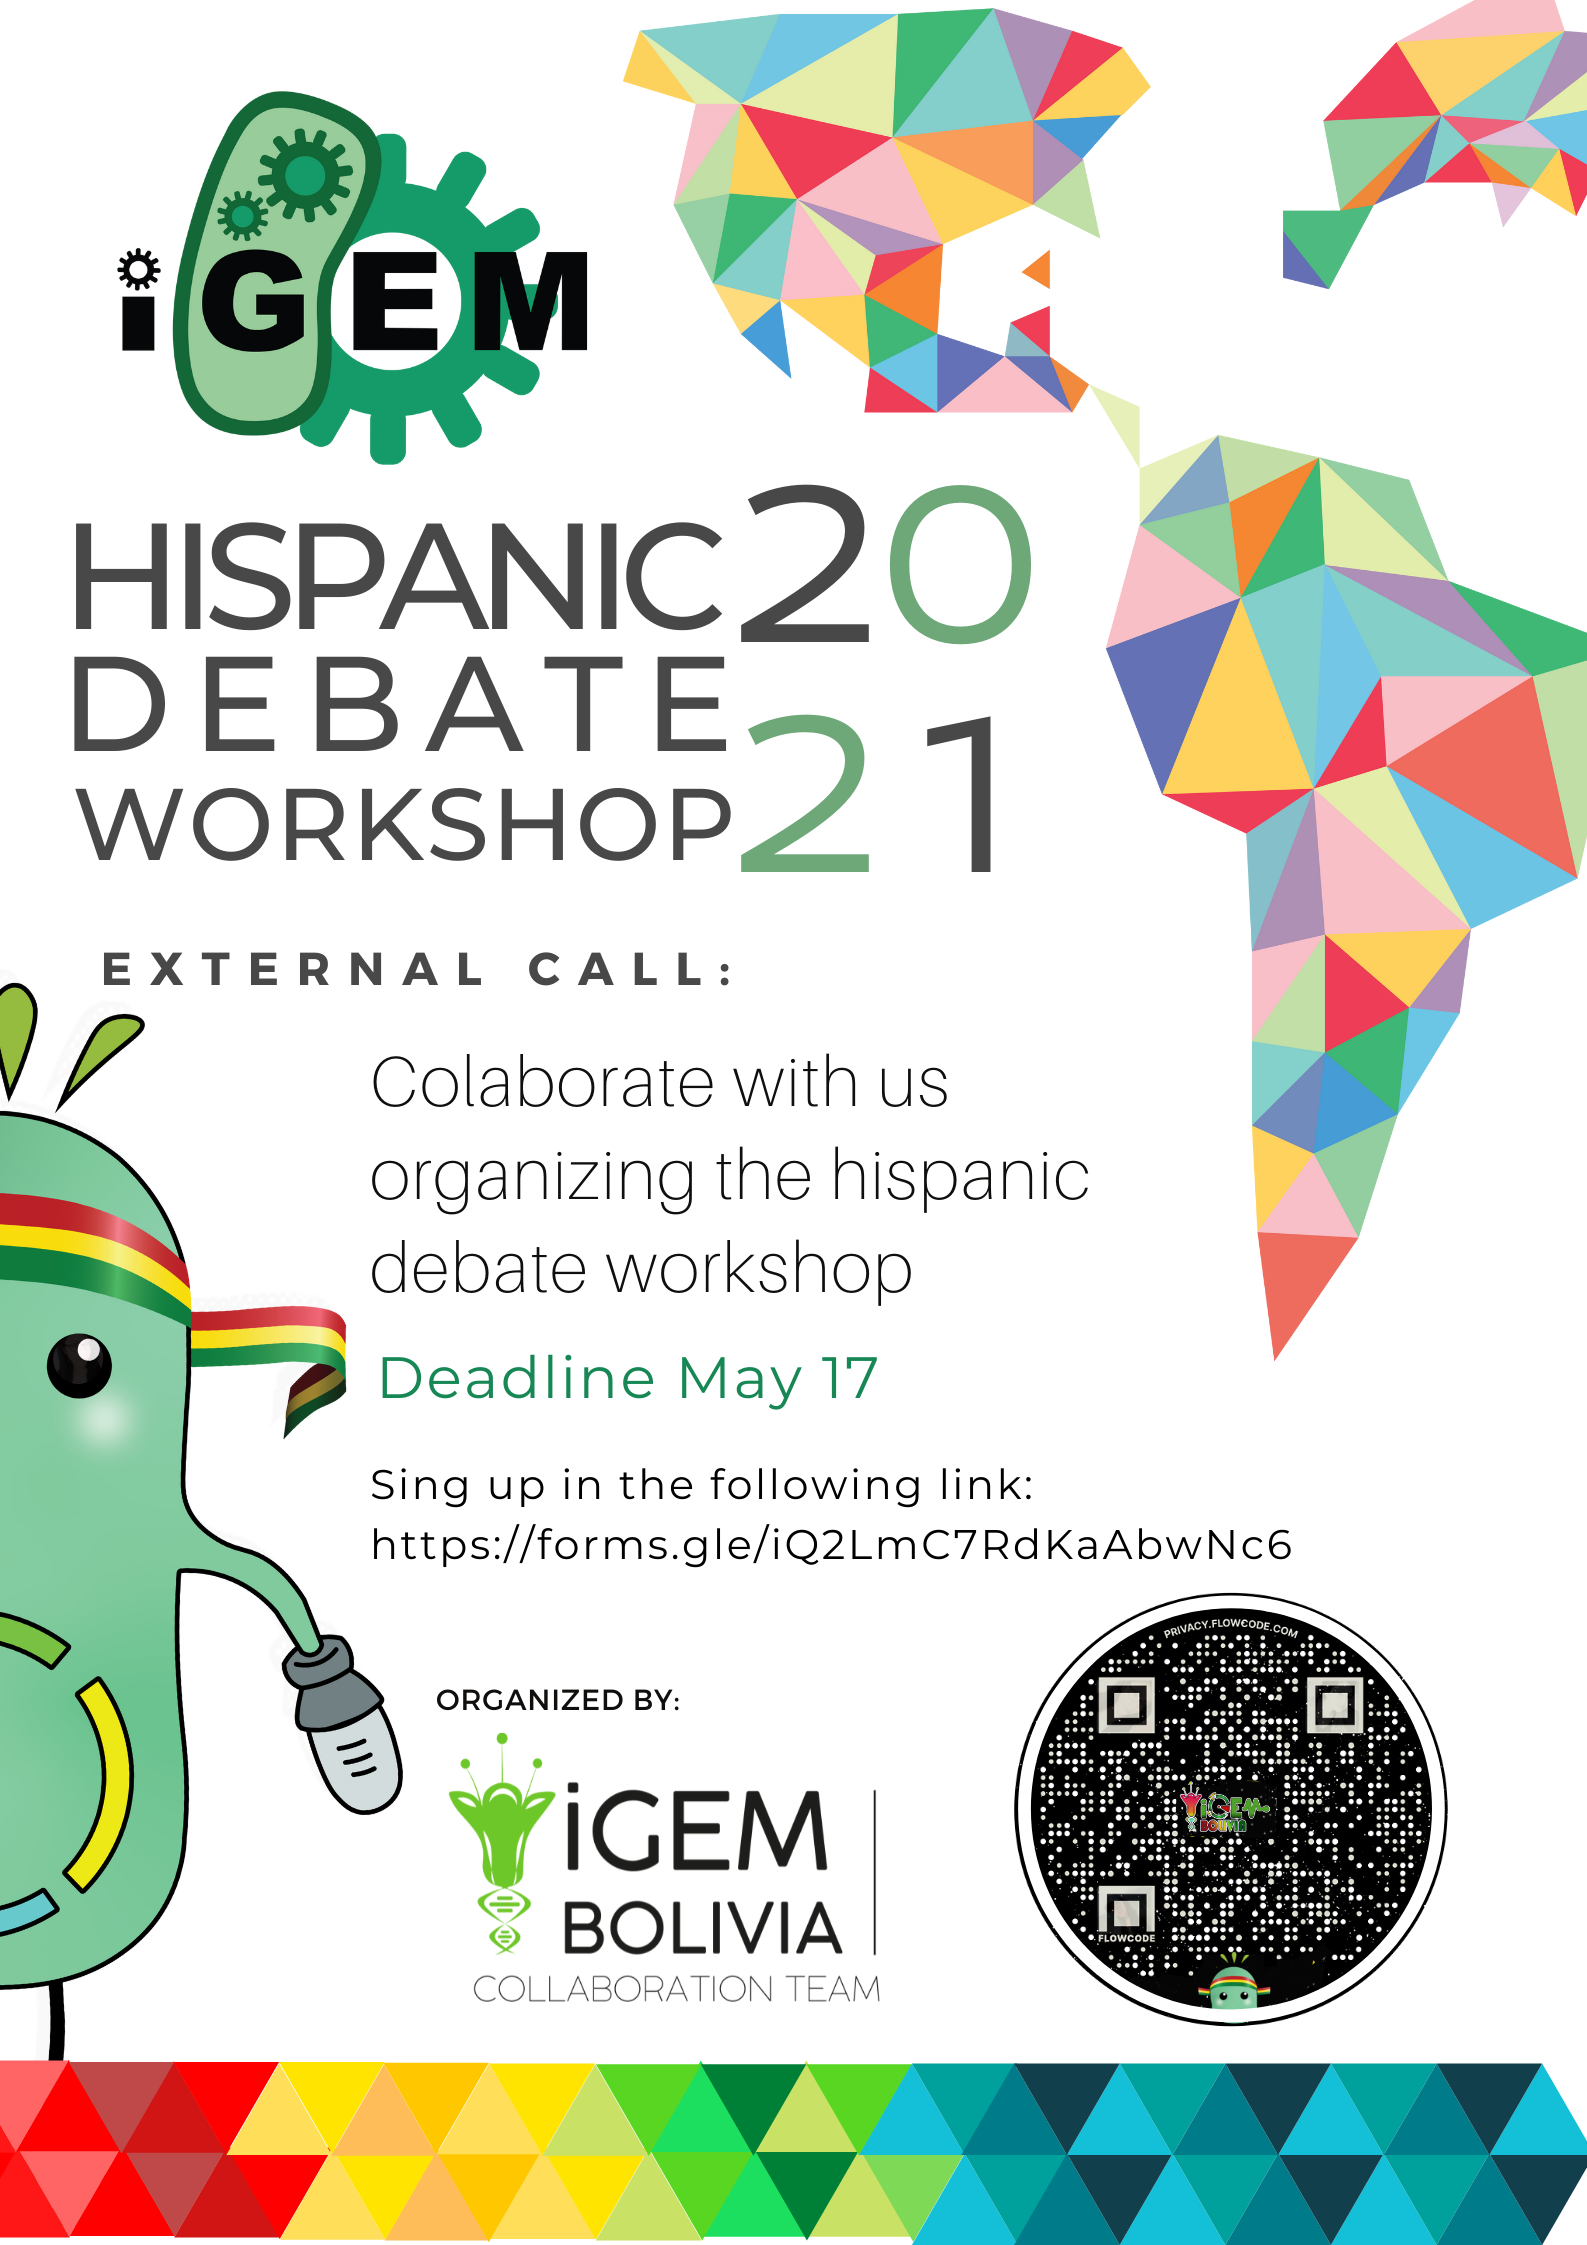 iGEM
HISPANIC 20
DEBATE
WORKSHOP 21
EXTERNAL CALL:
Colaborate with us
organizing the hispanic
debate workshop
Deadline May 17
Sing up in the following link:
https://forms.gle/iQ2LmC7RdKaAbwNc6
ORGANIZED BY:
iGEM
BOLIVIA
COLLABORATION TEAM
PRIVACY.FLOWCODE.COM
iGEM
BOLIVIA
FLOWCODE